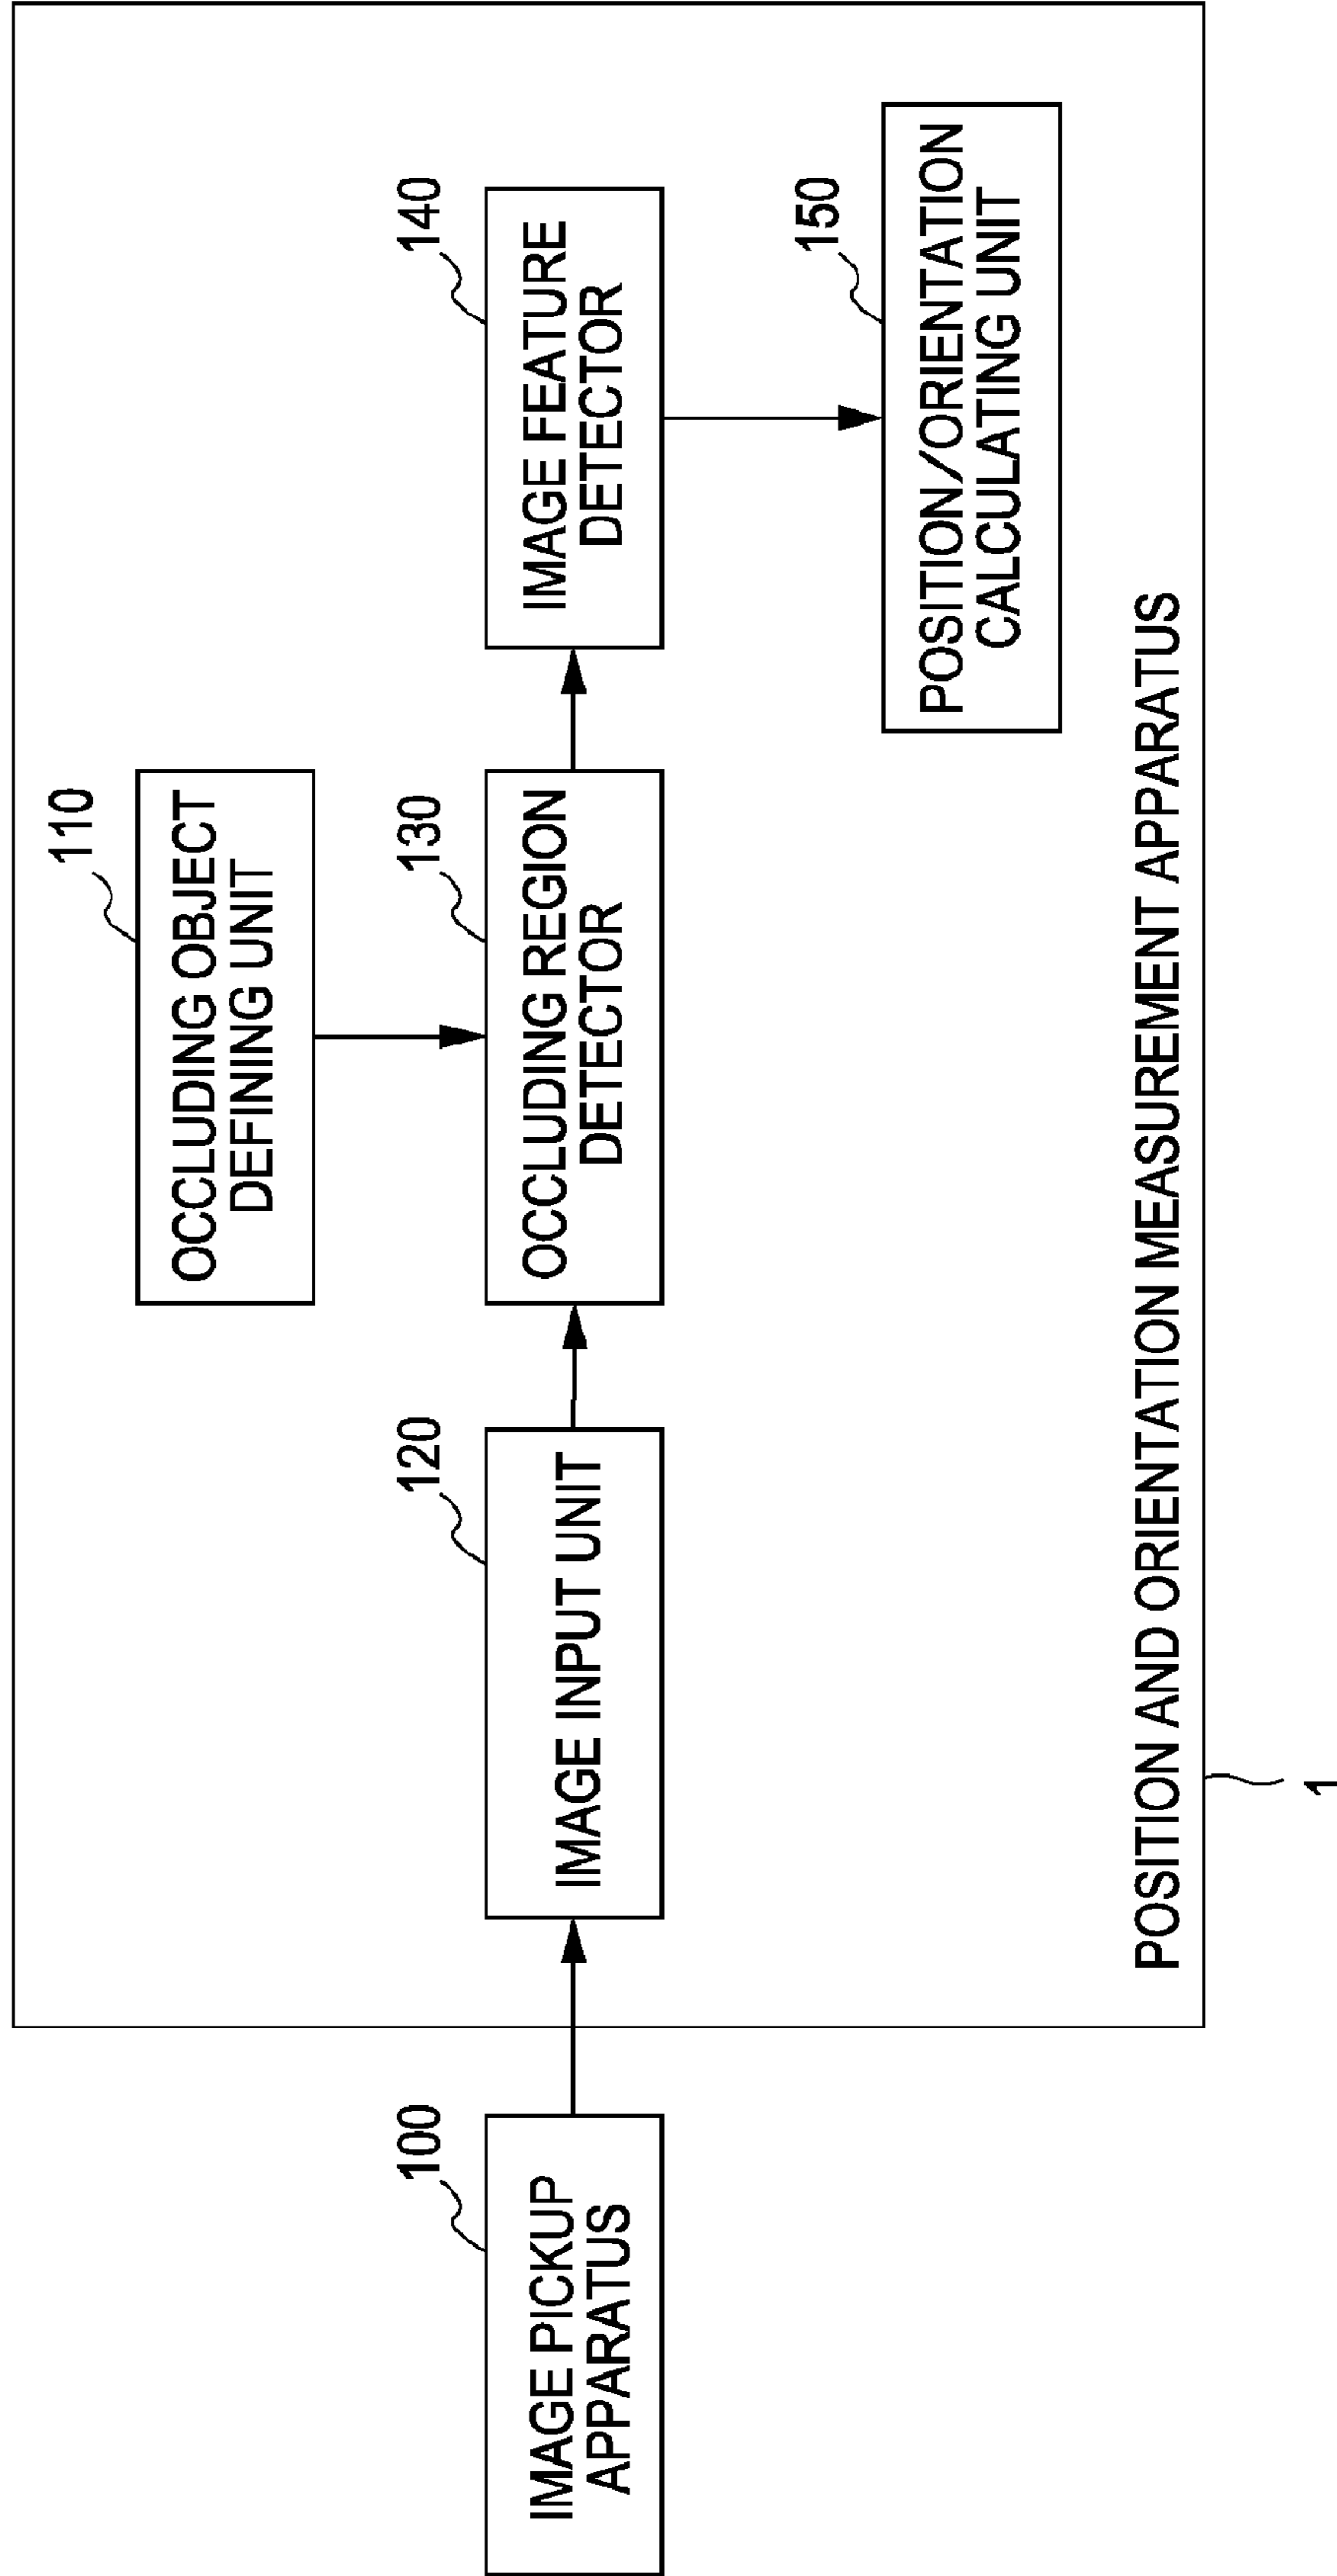 110
OCCLUDING OBJECT
DEFINING UNIT
100
IMAGE PICKUP
APPARATUS
120
IMAGE INPUT UNIT
130
OCCLUDING REGION
DETECTOR
140
IMAGE FEATURE
DETECTOR
150
POSITION/ORIENTATION
CALCULATING UNIT
POSITION AND ORIENTATION MEASUREMENT APPARATUS
1